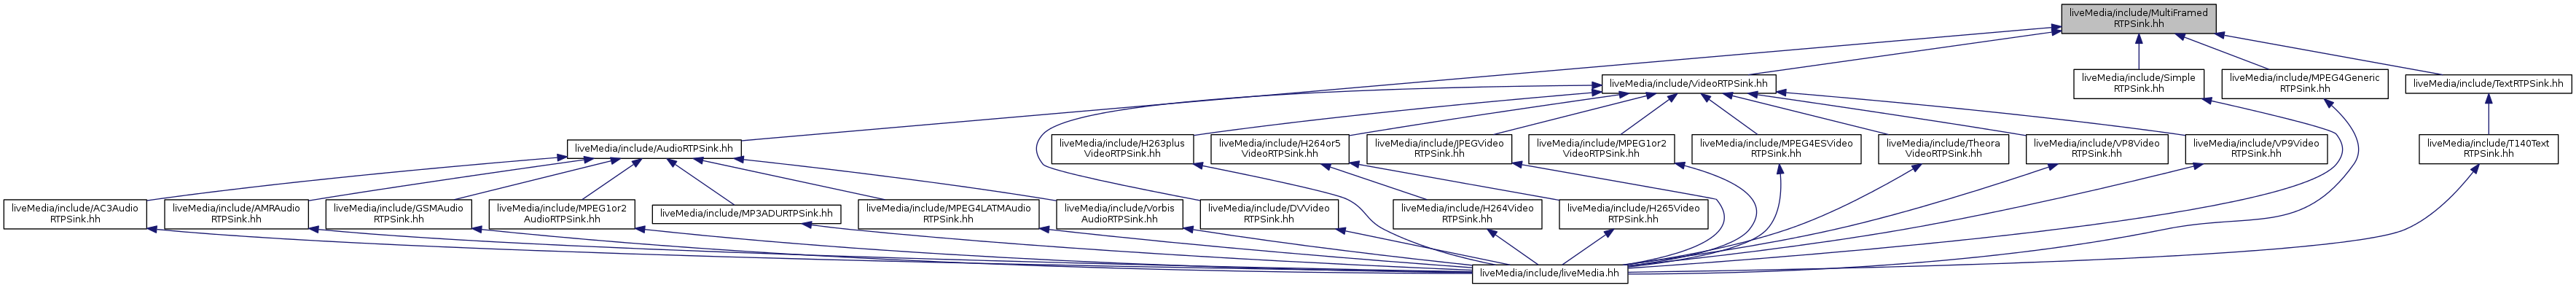 liveMedia/include/MultiFramed
RTPSink.hh
liveMedia/include/VideoRTPSink.hh
liveMedia/include/Simple
RTPSink.hh
liveMedia/include/MPEG4Generic
RTPSink.hh
liveMedia/include/TextRTPSink.hh
liveMedia/include/AudioRTPSink.hh
liveMedia/include/H263plus
VideoRTPSink.hh
liveMedia/include/H264or5
VideoRTPSink.hh
liveMedia/include/JPEGVideo
RTPSink.hh
liveMedia/include/MPEG1or2
VideoRTPSink.hh
liveMedia/include/MPEG4ESVideo
RTPSink.hh
liveMedia/include/Theora
VideoRTPSink.hh
liveMedia/include/VP8Video
RTPSink.hh
liveMedia/include/VP9Video
RTPSink.hh
liveMedia/include/T140Text
RTPSink.hh
liveMedia/include/AC3Audio
RTPSink.hh
liveMedia/include/AMRAudio
RTPSink.hh
liveMedia/include/GSMAudio
RTPSink.hh
liveMedia/include/MPEG1or2
AudioRTPSink.hh
liveMedia/include/MP3ADURTPSink.hh
liveMedia/include/MPEG4LATMAudio
RTPSink.hh
liveMedia/include/Vorbis
AudioRTPSink.hh
liveMedia/include/DVVideo
RTPSink.hh
liveMedia/include/H264Video
RTPSink.hh
liveMedia/include/H265Video
RTPSink.hh
liveMedia/include/liveMedia.hh